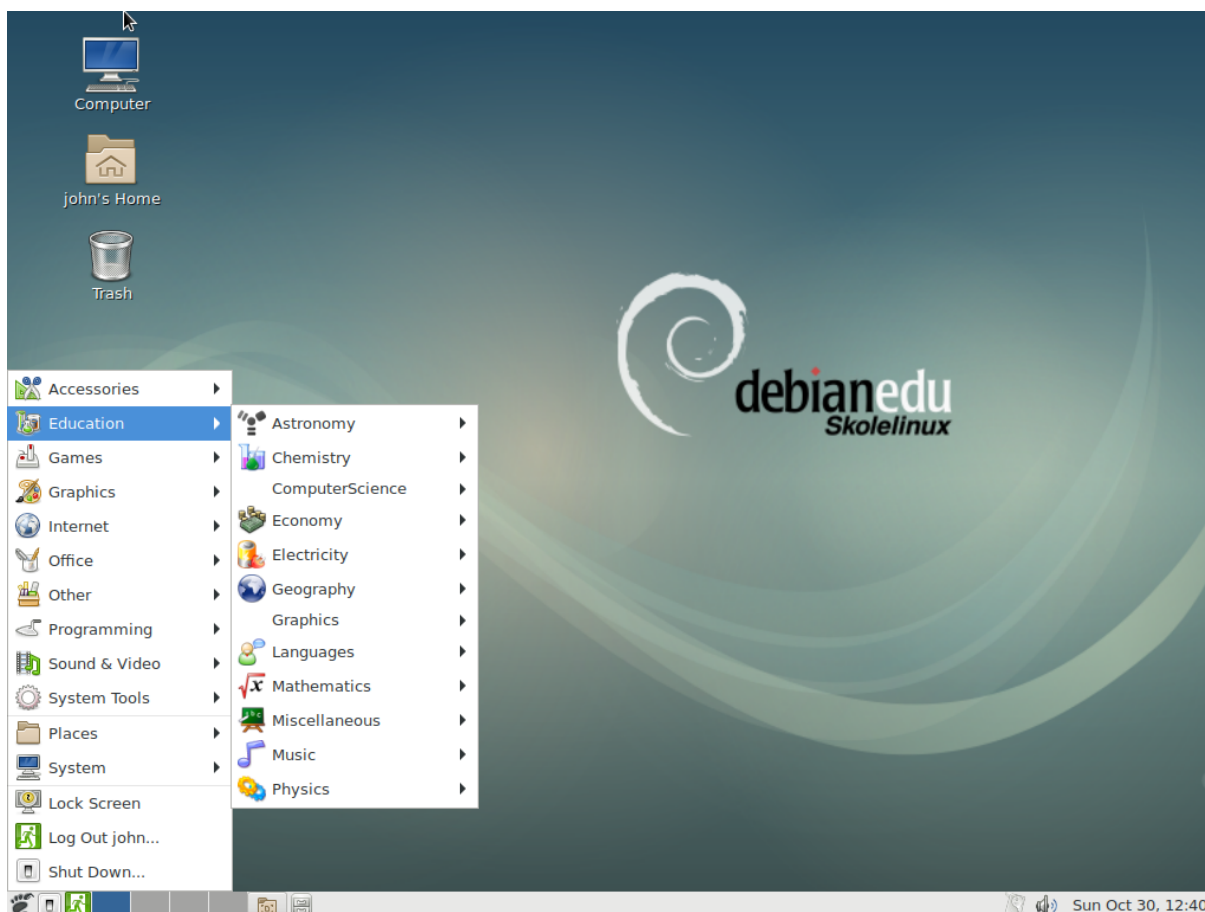 Computer
john's Home
Trash
debianedu
Skolelinux
Accessories
Education
Games
Graphics
Internet
Office
Other
Programming
Sound & Video
System Tools
Places
System
Lock Screen
Log Out john...
Shut Down...
Astronomy
Chemistry
ComputerScience
Economy
Electricity
Geography
Graphics
Languages
Mathematics
Miscellaneous
Music
Physics
Sun Oct 30, 12:40